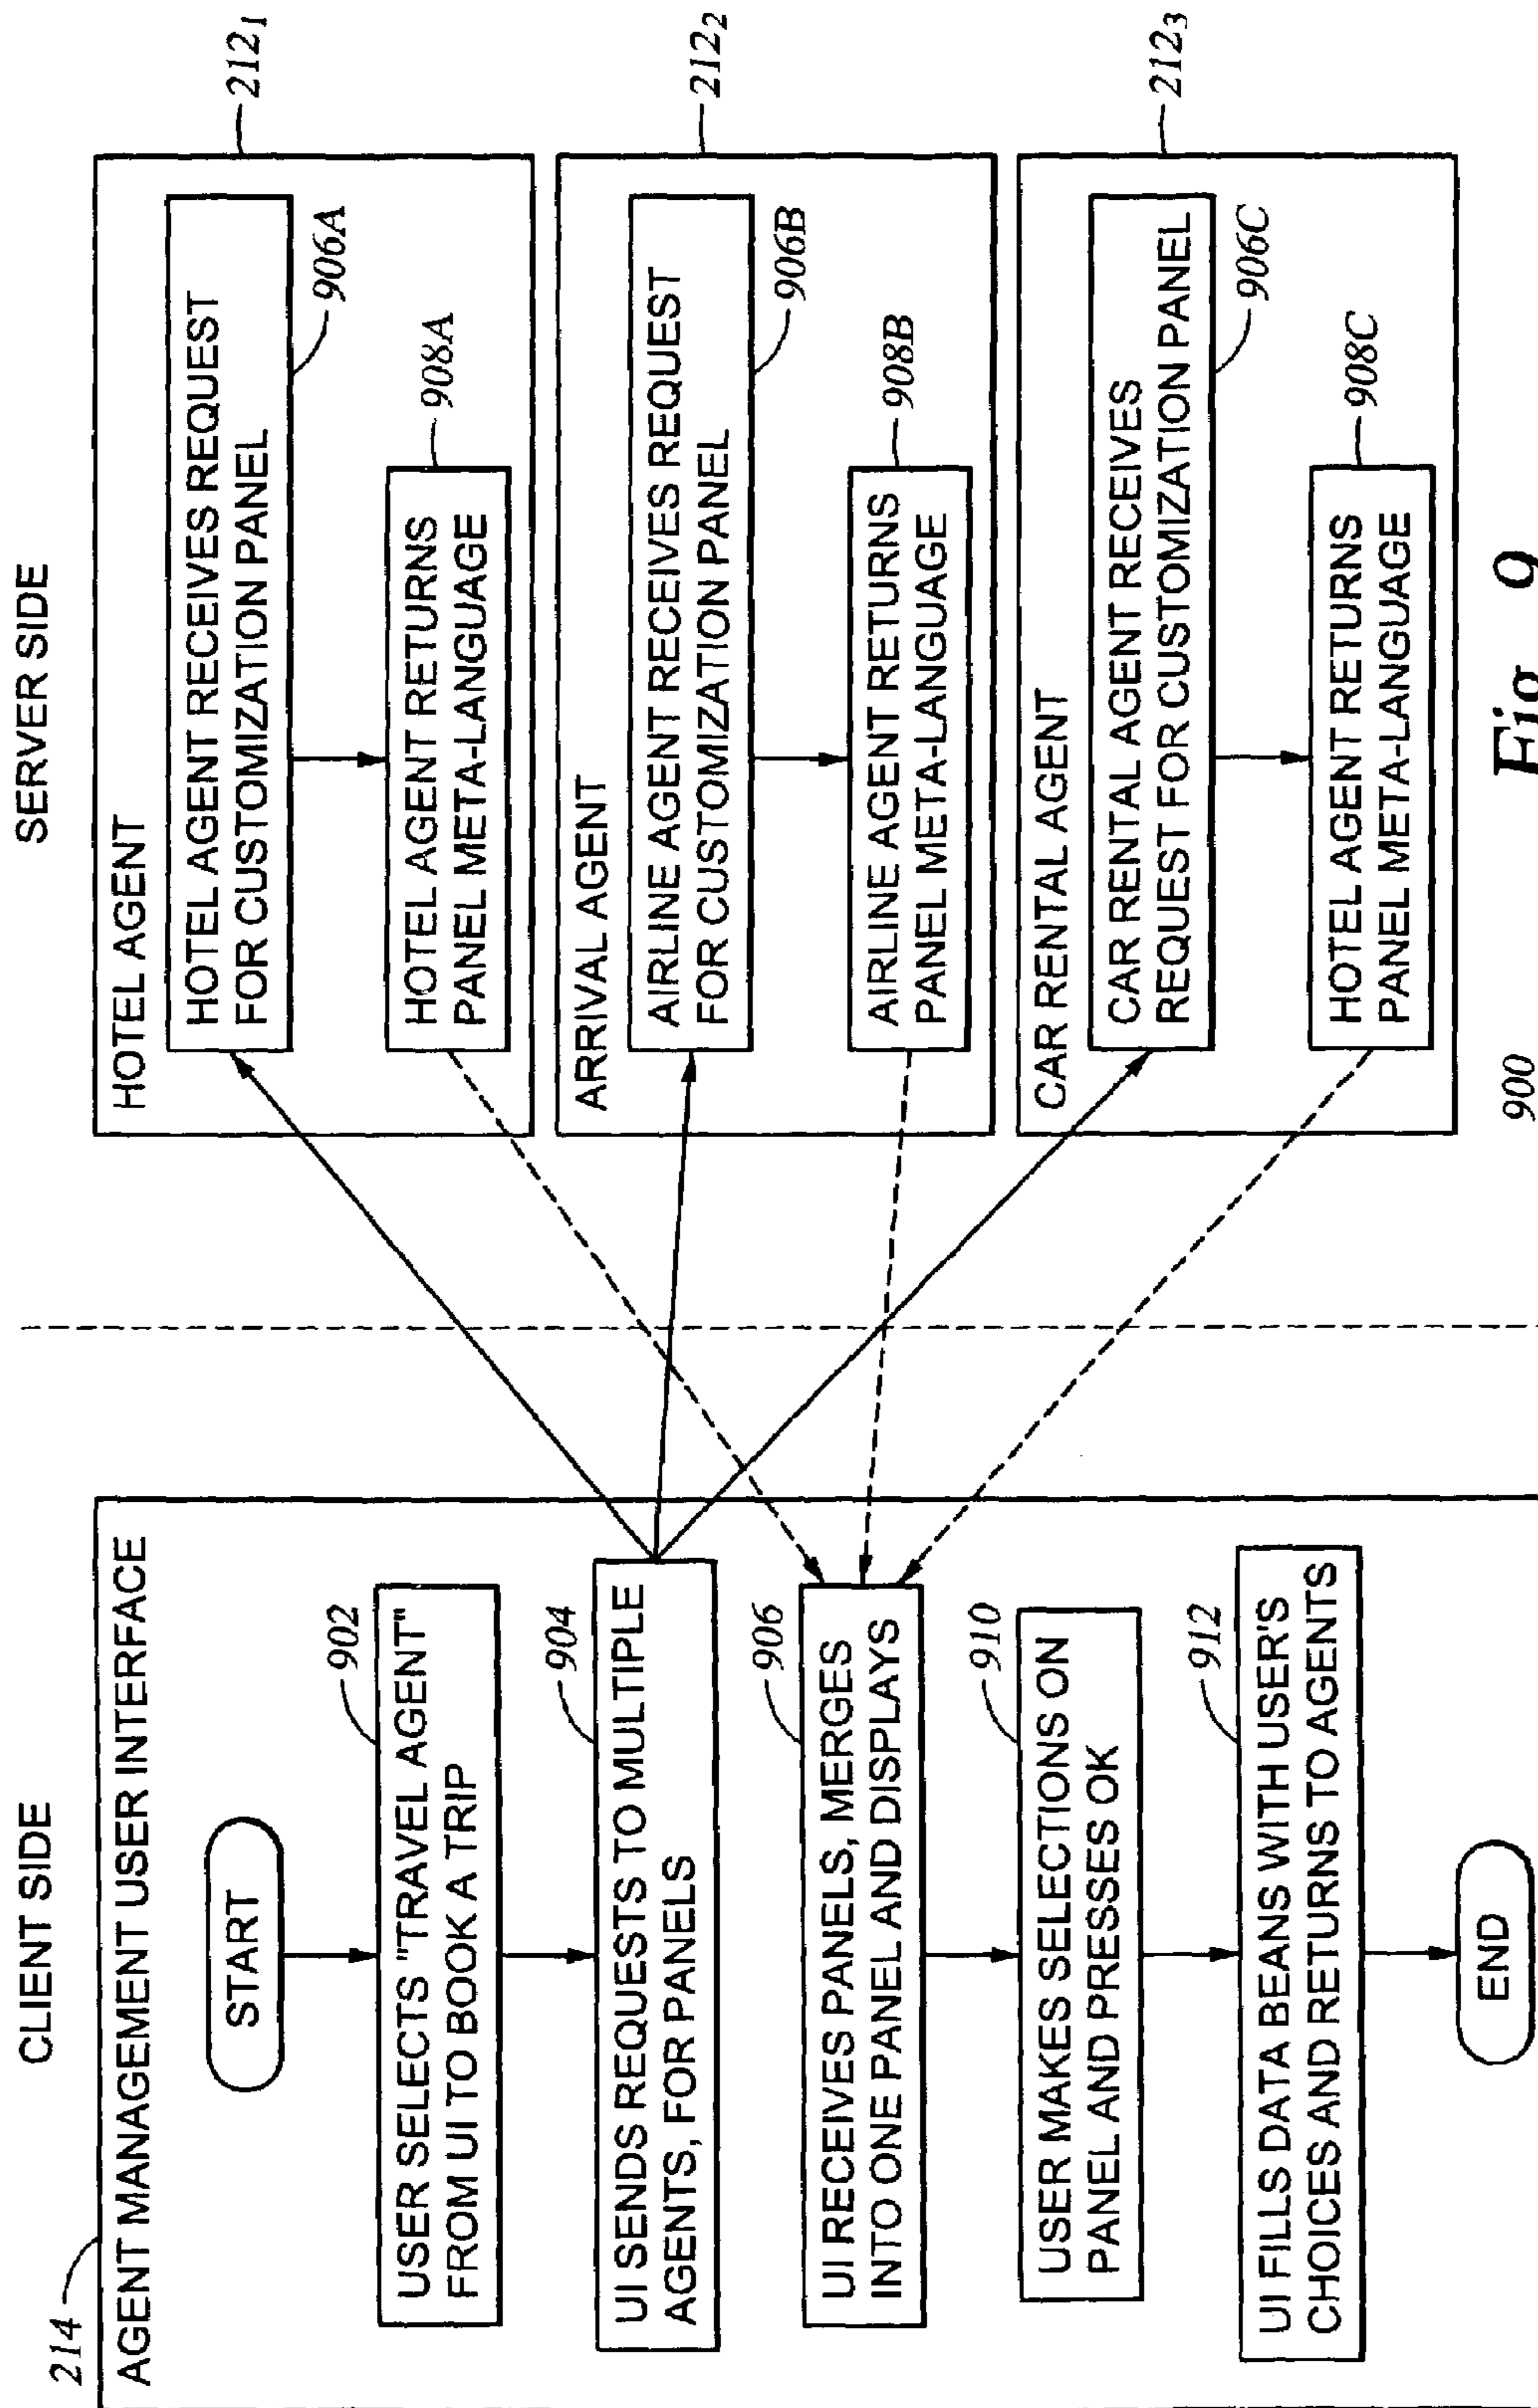 CLIENT SIDE
214
AGENT MANAGEMENT USER INTERFACE
START
902
USER SELECTS "TRAVEL AGENT"
FROM UI TO BOOK A TRIP
904
UI SENDS REQUESTS TO MULTIPLE
AGENTS, FOR PANELS
906
UI RECEIVES PANELS, MERGES
INTO ONE PANEL AND DISPLAYS
910
USER MAKES SELECTIONS ON
PANEL AND PRESSES OK
912
UI FILLS DATA BEANS WITH USER'S
CHOICES AND RETURNS TO AGENTS
END
SERVER SIDE
HOTEL AGENT
212₁
HOTEL AGENT RECEIVES REQUEST
FOR CUSTOMIZATION PANEL
906A
908A
HOTEL AGENT RETURNS
PANEL META-LANGUAGE
ARRIVAL AGENT
212₂
AIRLINE AGENT RECEIVES REQUEST
FOR CUSTOMIZATION PANEL
906B
908B
AIRLINE AGENT RETURNS
PANEL META-LANGUAGE
CAR RENTAL AGENT
212₃
CAR RENTAL AGENT RECEIVES
REQUEST FOR CUSTOMIZATION PANEL
906C
908C
HOTEL AGENT RETURNS
PANEL META-LANGUAGE
900
Fig. 9